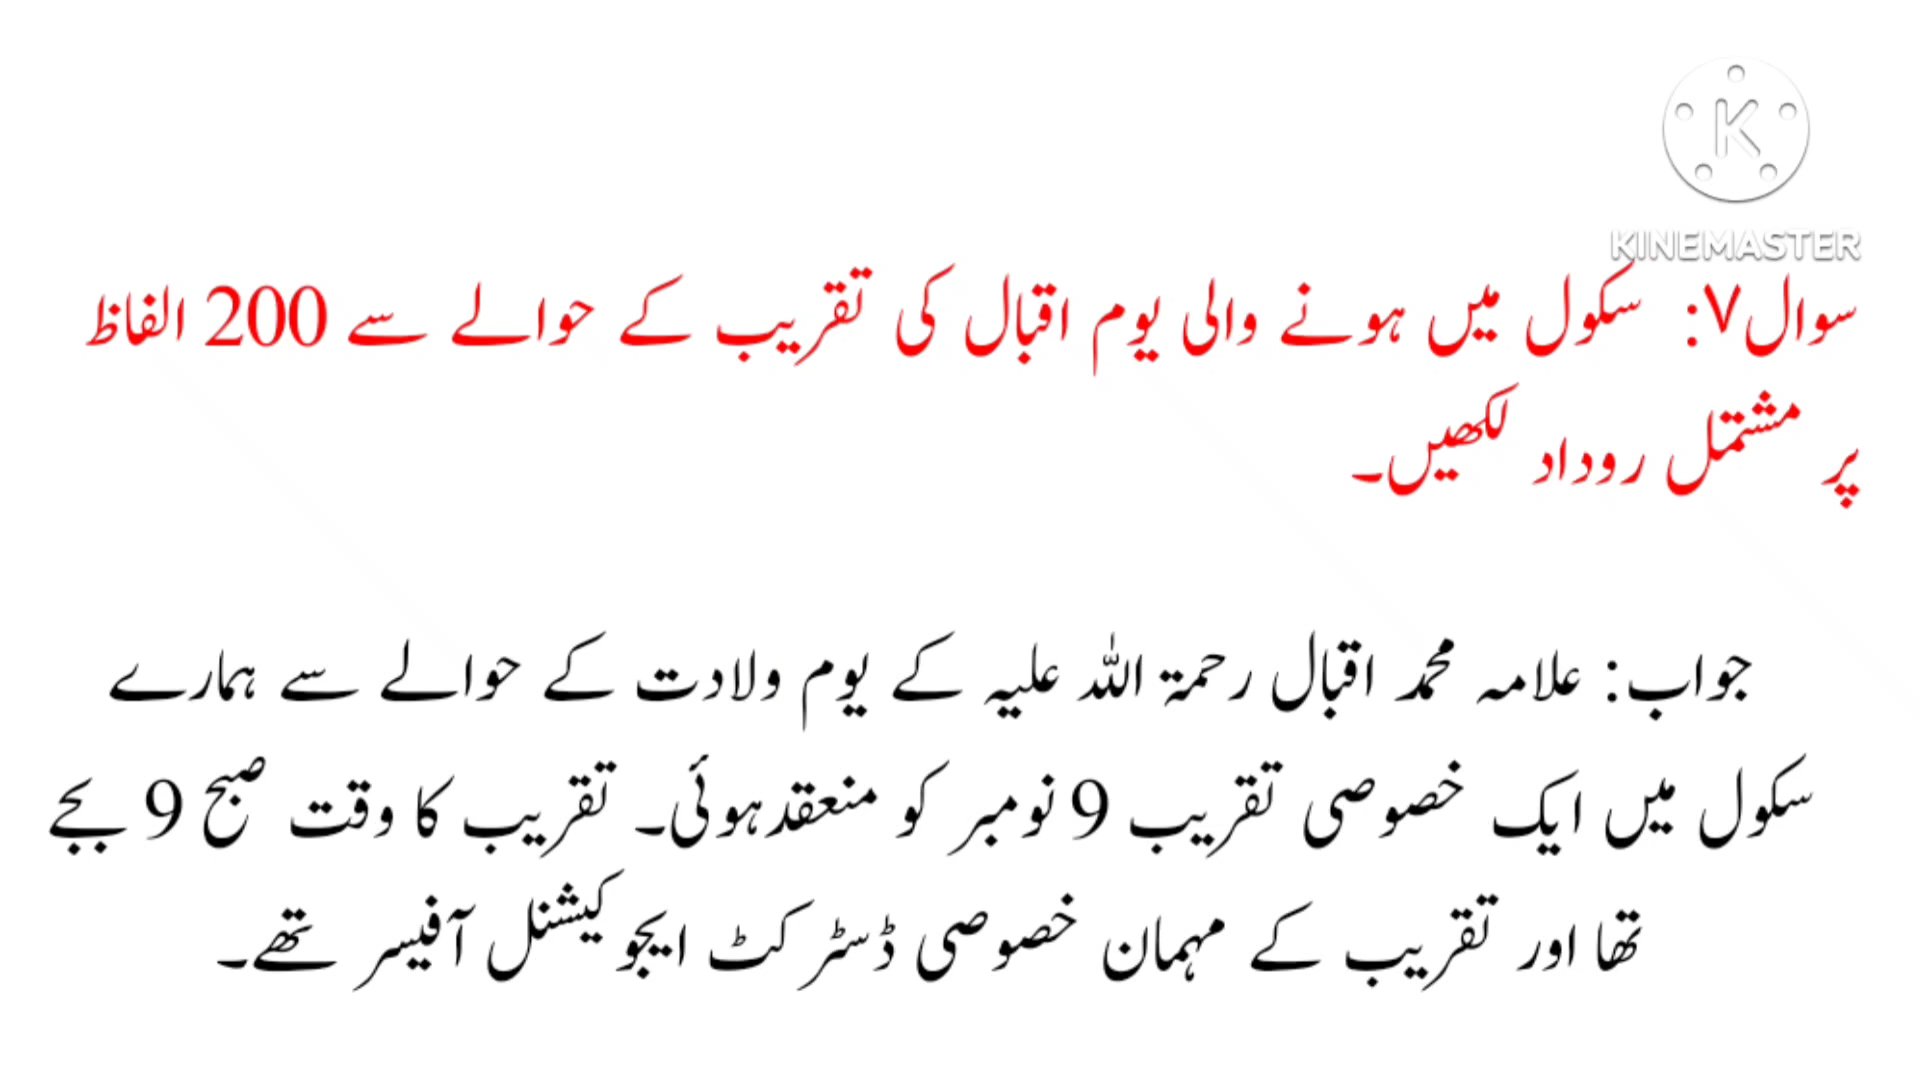 KINEMASTER
سوال۷: سکول میں ہونے والی یوم اقبال کی تقریب کے حوالے سے 200 الفاظ
پر مشتمل روداد لکھیں۔
جواب: علامہ محمد اقبال رحمۃ اللہ علیہ کے یوم ولادت کے حوالے سے ہمارے
سکول میں ایک خصوصی تقریب 9 نومبر کو منعقد ہوئی۔ تقریب کا وقت صبح 9 بجے
تھا اور تقریب کے مہمان خصوصی ڈسٹرکٹ ایجوکیشنل آفیسر تھے۔